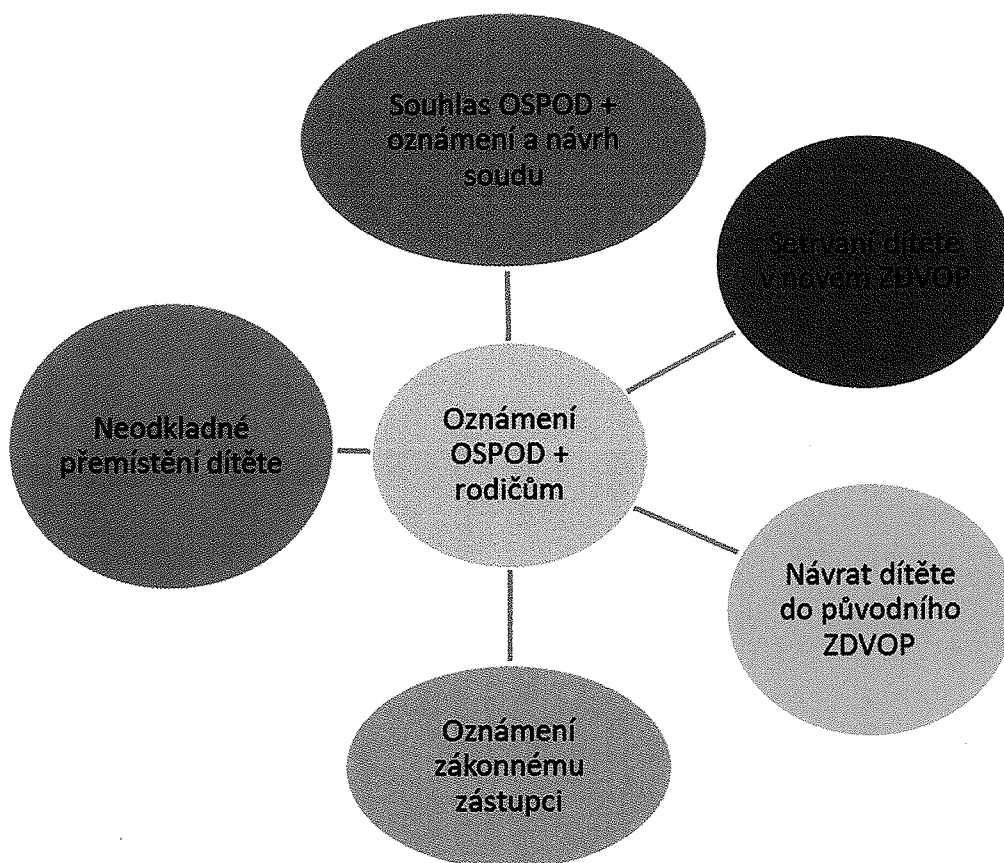 Souhlas OSPOD +
oznámení a návrh
soudu
Setrvání dítěte
v novém ZDVOP
Neodkladné
přemístění dítěte
Oznámení
OSPOD +
rodičům
Návrat dítěte
do původního
ZDVOP
Oznámení
zákonnému
zástupci